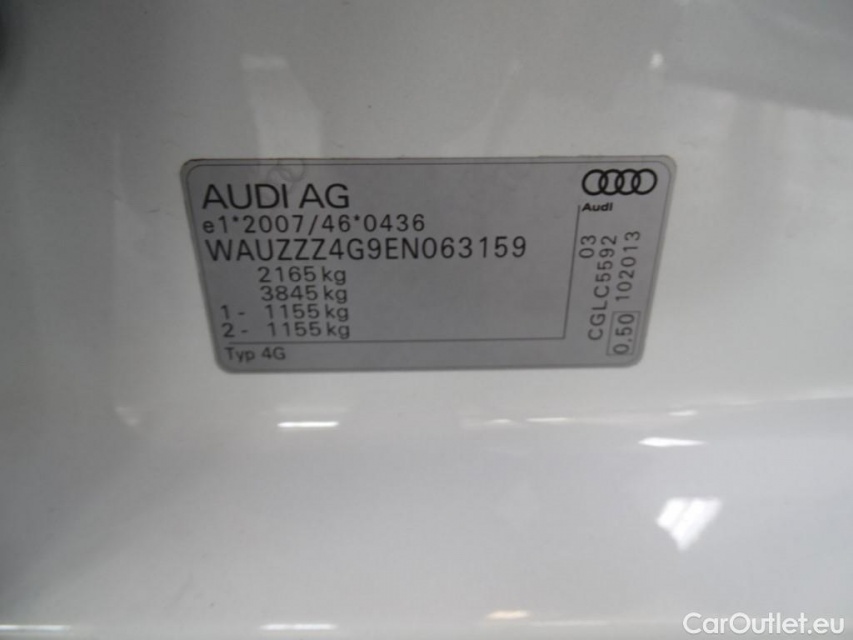 AUDI AG
e1*2007/46*0436
WAUZZZ4G9EN063159
2165 kg
3845 kg
1 - 1155 kg
2 - 1155 kg
Typ 4G
Audi
03
CGLC5592
0,50 102013
CarOutlet.eu